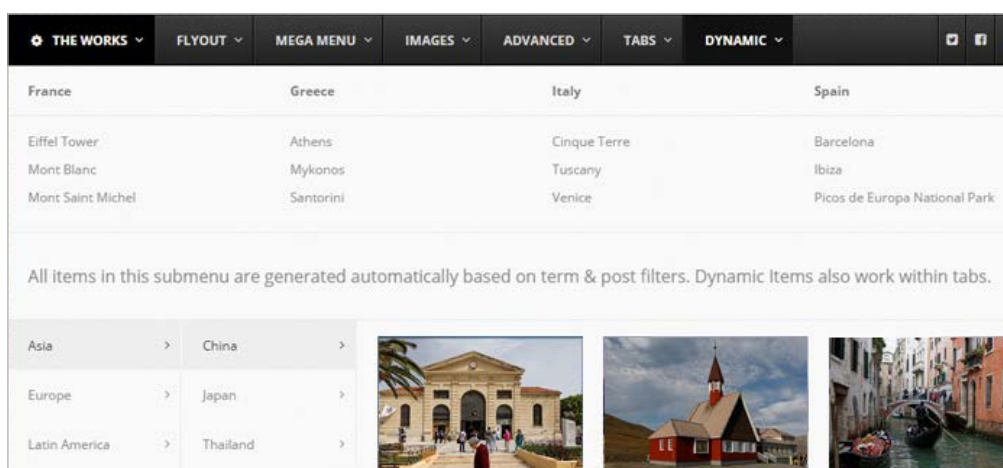 THE WORKS FLYOUT MEGA MENU IMAGES ADVANCED TABS DYNAMIC
France Greece Italy Spain
Eiffel Tower Athens Cinque Terre Barcelona
Mont Blanc Mykonos Tuscany Ibiza
Mont Saint Michel Santorini Venice Picos de Europa National Park
All items in this submenu are generated automatically based on term & post filters. Dynamic Items also work within tabs.
Asia China
Europe Japan
Latin America Thailand